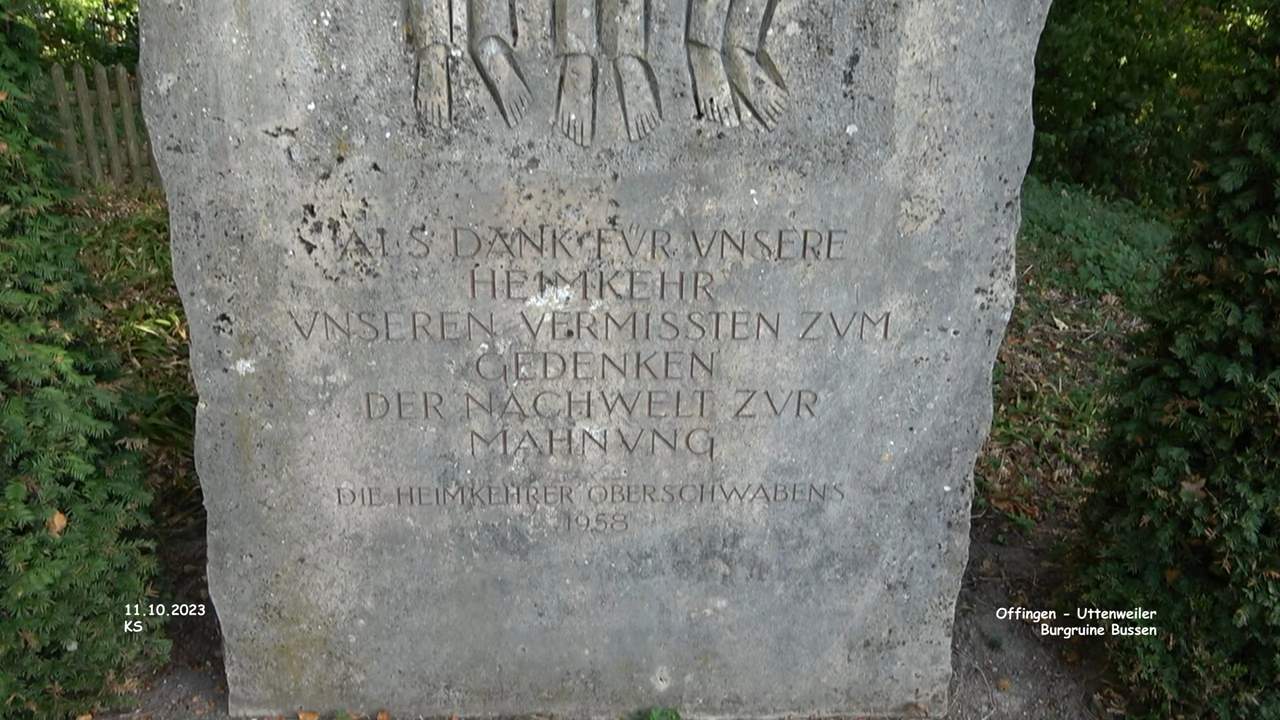 ALS DANK FVR VNSERE
HEIMKEHR
VNSEREN VERMISSTEN ZVM
GEDENKEN
DER NACHWELT ZVR
MAHNVNG
DIE HEIMKEHRER OBERSCHWABENS
1958
11.10.2023
KS
Offingen - Uttenweiler
Burgruine Bussen